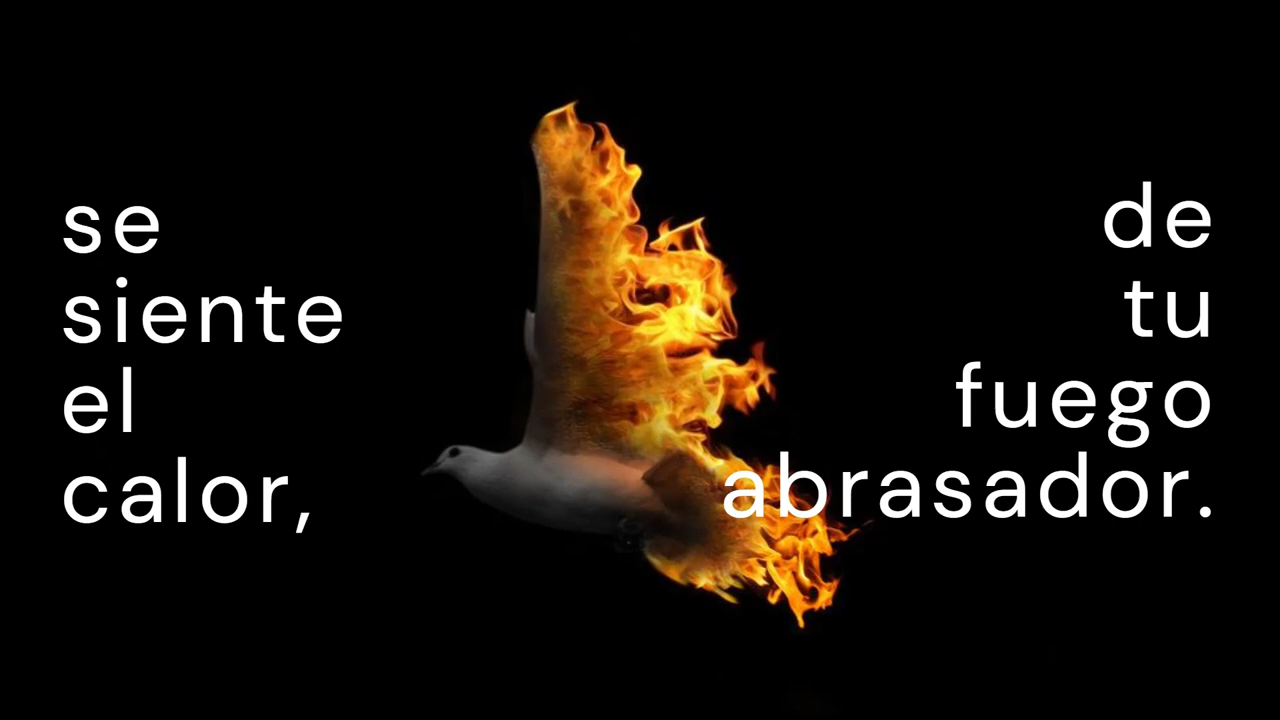 se
siente
el
calor,
de
tu
fuego
abrasador.